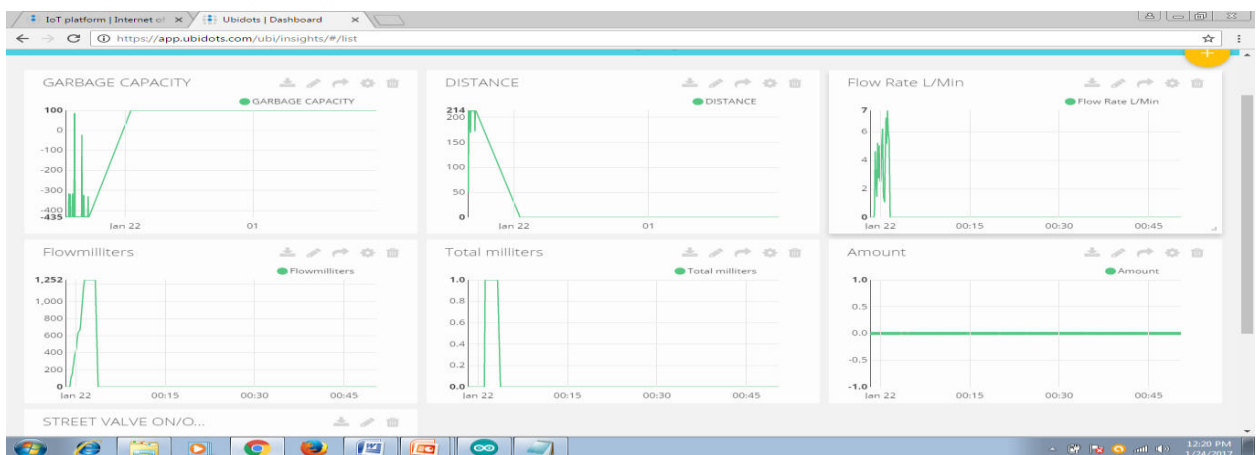 IoT platform | Internet of
Ubidots | Dashboard
https://app.ubidots.com/ubi/insights/#/list
GARBAGE CAPACITY
GARBAGE CAPACITY
100
0
-100
-200
-300
-400
-435
Jan 22
01
DISTANCE
DISTANCE
214
200
150
100
50
0
Jan 22
01
Flow Rate L/Min
Flow Rate L/Min
7
6
4
2
0
Jan 22
00:15
00:30
00:45
Flowmilliters
Flowmilliters
1,252
1,000
800
600
400
200
0
Jan 22
00:15
00:30
00:45
Total milliters
Total milliters
1.0
0.8
0.6
0.4
0.2
0.0
Jan 22
00:15
00:30
00:45
Amount
Amount
1.0
0.5
0.0
-0.5
-1.0
Jan 22
00:15
00:30
00:45
STREET VALVE ON/O...
12:20 PM
1/24/2017